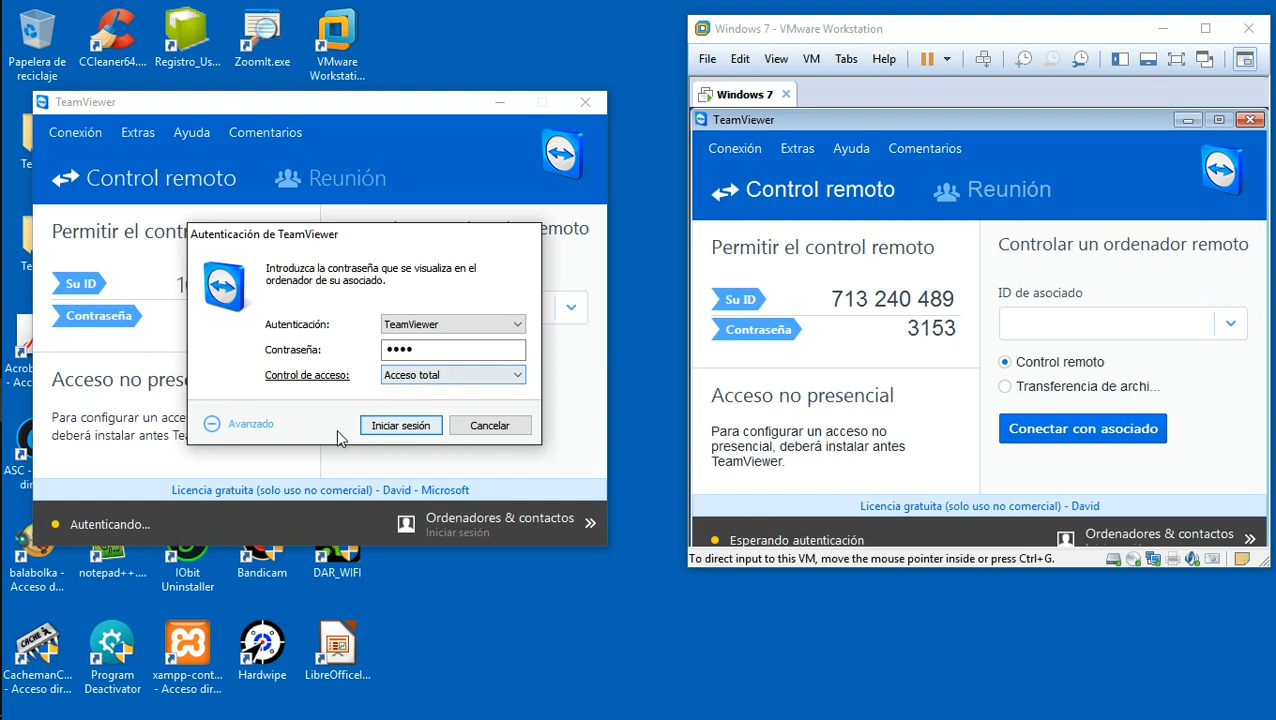 Papelera de
reciclaje
CCleaner64....
Registro_Us...
ZoomIt.exe
VMware
Workstati...
TeamViewer
Conexión Extras Ayuda Comentarios
Control remoto Reunión
Su ID
Contraseña
Autenticación de TeamViewer
Introduzca la contraseña que se visualiza en el
ordenador de su asociado.
Autenticación: TeamViewer
Contraseña: ••••
Control de acceso: Acceso total
Avanzado Iniciar sesión Cancelar
Acceso no pres
Para configurar un acce
deberá instalar antes Te
Licencia gratuita (solo uso no comercial) - David - Microsoft
Autenticando...
Ordenadores & contactos
Iniciar sesión
balabolka -
Acceso d...
notepad++....
IObit
Uninstaller
Bandicam
DAR_WIFI
CachemanC...
- Acceso dir...
Program
Deactivator
xampp-cont...
- Acceso dir...
Hardwipe
LibreOfficeI...
Windows 7 - VMware Workstation
File Edit View VM Tabs Help
Windows 7
TeamViewer
Conexión Extras Ayuda Comentarios
Control remoto Reunión
Permitir el control remoto
Su ID 713 240 489
Contraseña 3153
Acceso no presencial
Para configurar un acceso no
presencial, deberá instalar antes
TeamViewer.
Controlar un ordenador remoto
ID de asociado
Control remoto
Transferencia de archi...
Conectar con asociado
Licencia gratuita (solo uso no comercial) - David
Esperando autenticación
Ordenadores & contactos
To direct input to this VM, move the mouse pointer inside or press Ctrl+G.